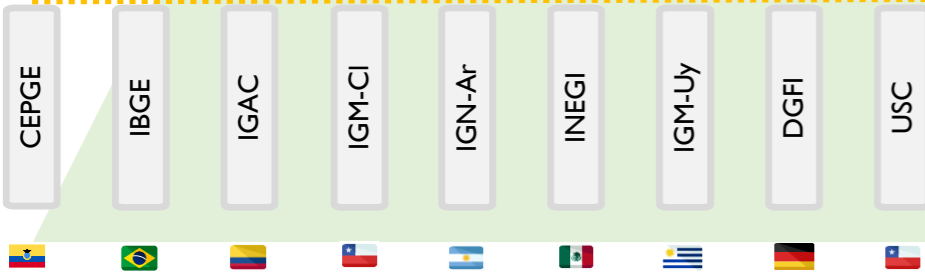 CEPGE
IBGE
IGAC
IGM-Cl
IGN-Ar
INEGI
IGM-Uy
DGFI
USC